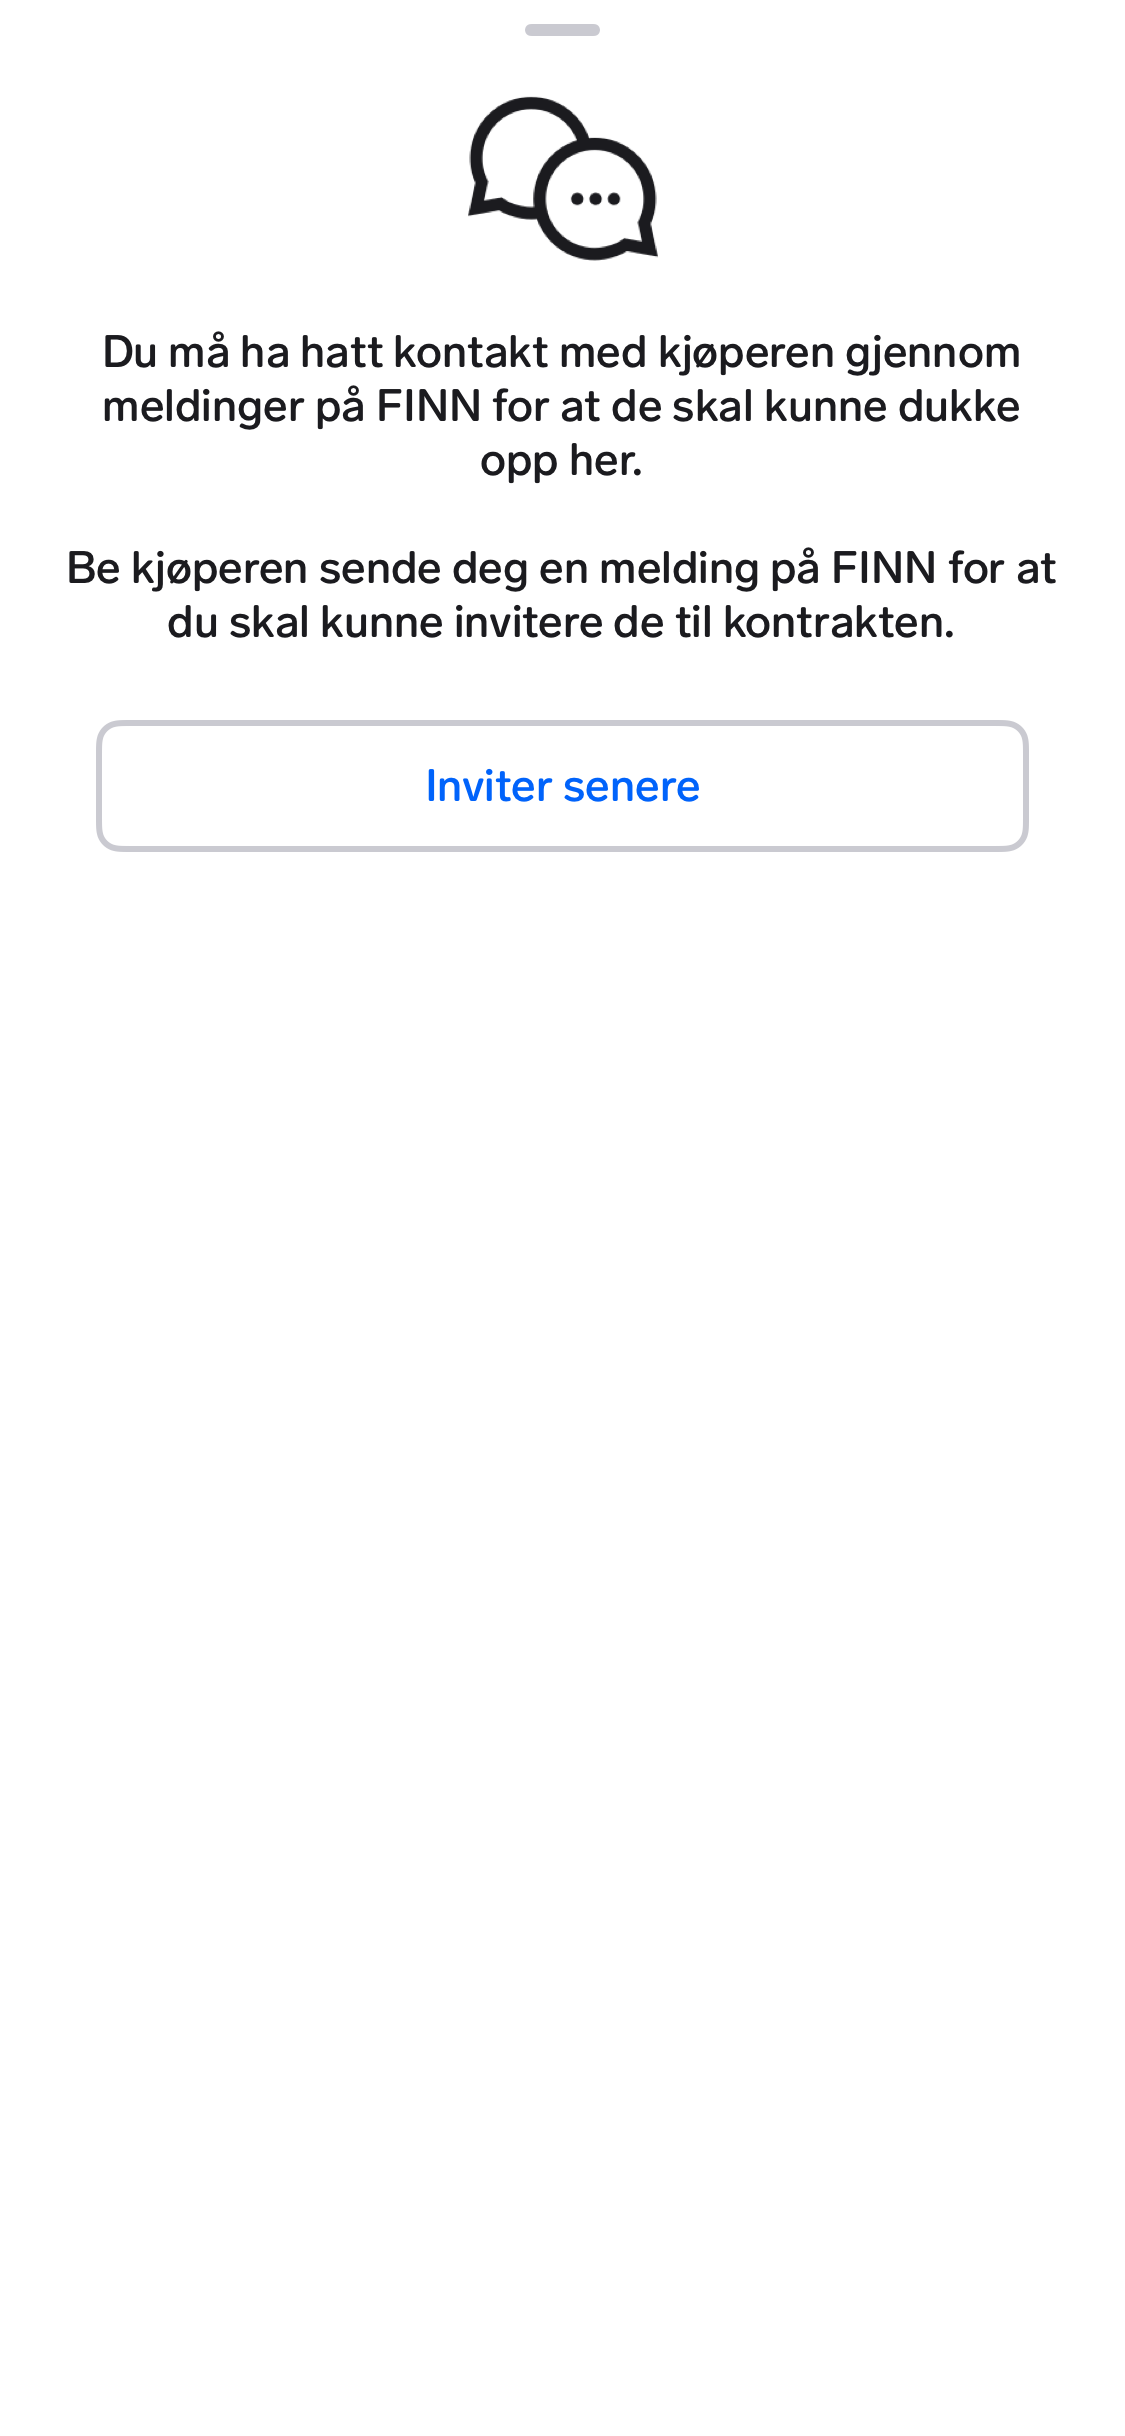 Du må ha hatt kontakt med kjøperen gjennom
meldinger på FINN for at de skal kunne dukke
opp her.
Be kjøperen sende deg en melding på FINN for at
du skal kunne invitere de til kontrakten.
Inviter senere